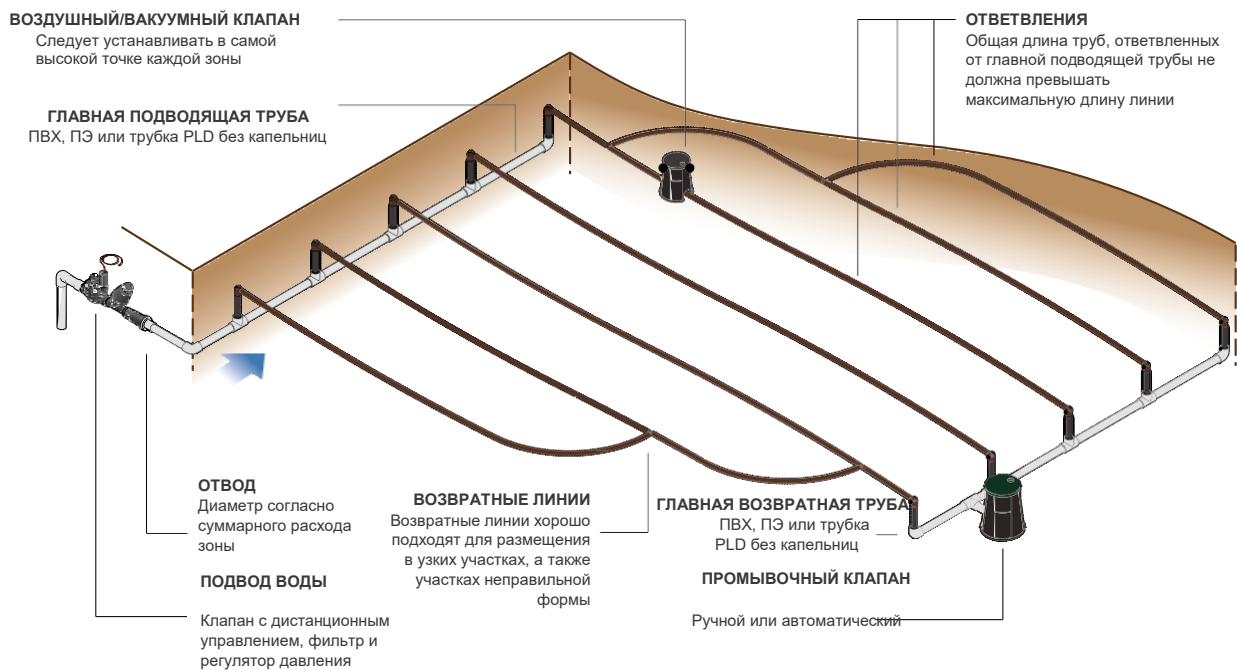 ВОЗДУШНЫЙ/ВАКУУМНЫЙ КЛАПАН
Следует устанавливать в самой
высокой точке каждой зоны
ОТВЕТВЛЕНИЯ
Общая длина труб, ответвленных
от главной подводящей трубы не
должна превышать
максимальную длину линии
ГЛАВНАЯ ПОДВОДЯЩАЯ ТРУБА
ПВХ, ПЭ или трубка PLD без капельниц
ОТВОД
Диаметр согласно
суммарного расхода
зоны
ПОДВОД ВОДЫ
Клапан с дистанционным
управлением, фильтр и
регулятор давления
ВОЗВРАТНЫЕ ЛИНИИ
Возвратные линии хорошо
подходят для размещения
в узких участках, а также
участках неправильной
формы
ГЛАВНАЯ ВОЗВРАТНАЯ ТРУБА
ПВХ, ПЭ или трубка
PLD без капельниц
ПРОМЫВОЧНЫЙ КЛАПАН
Ручной или автоматический